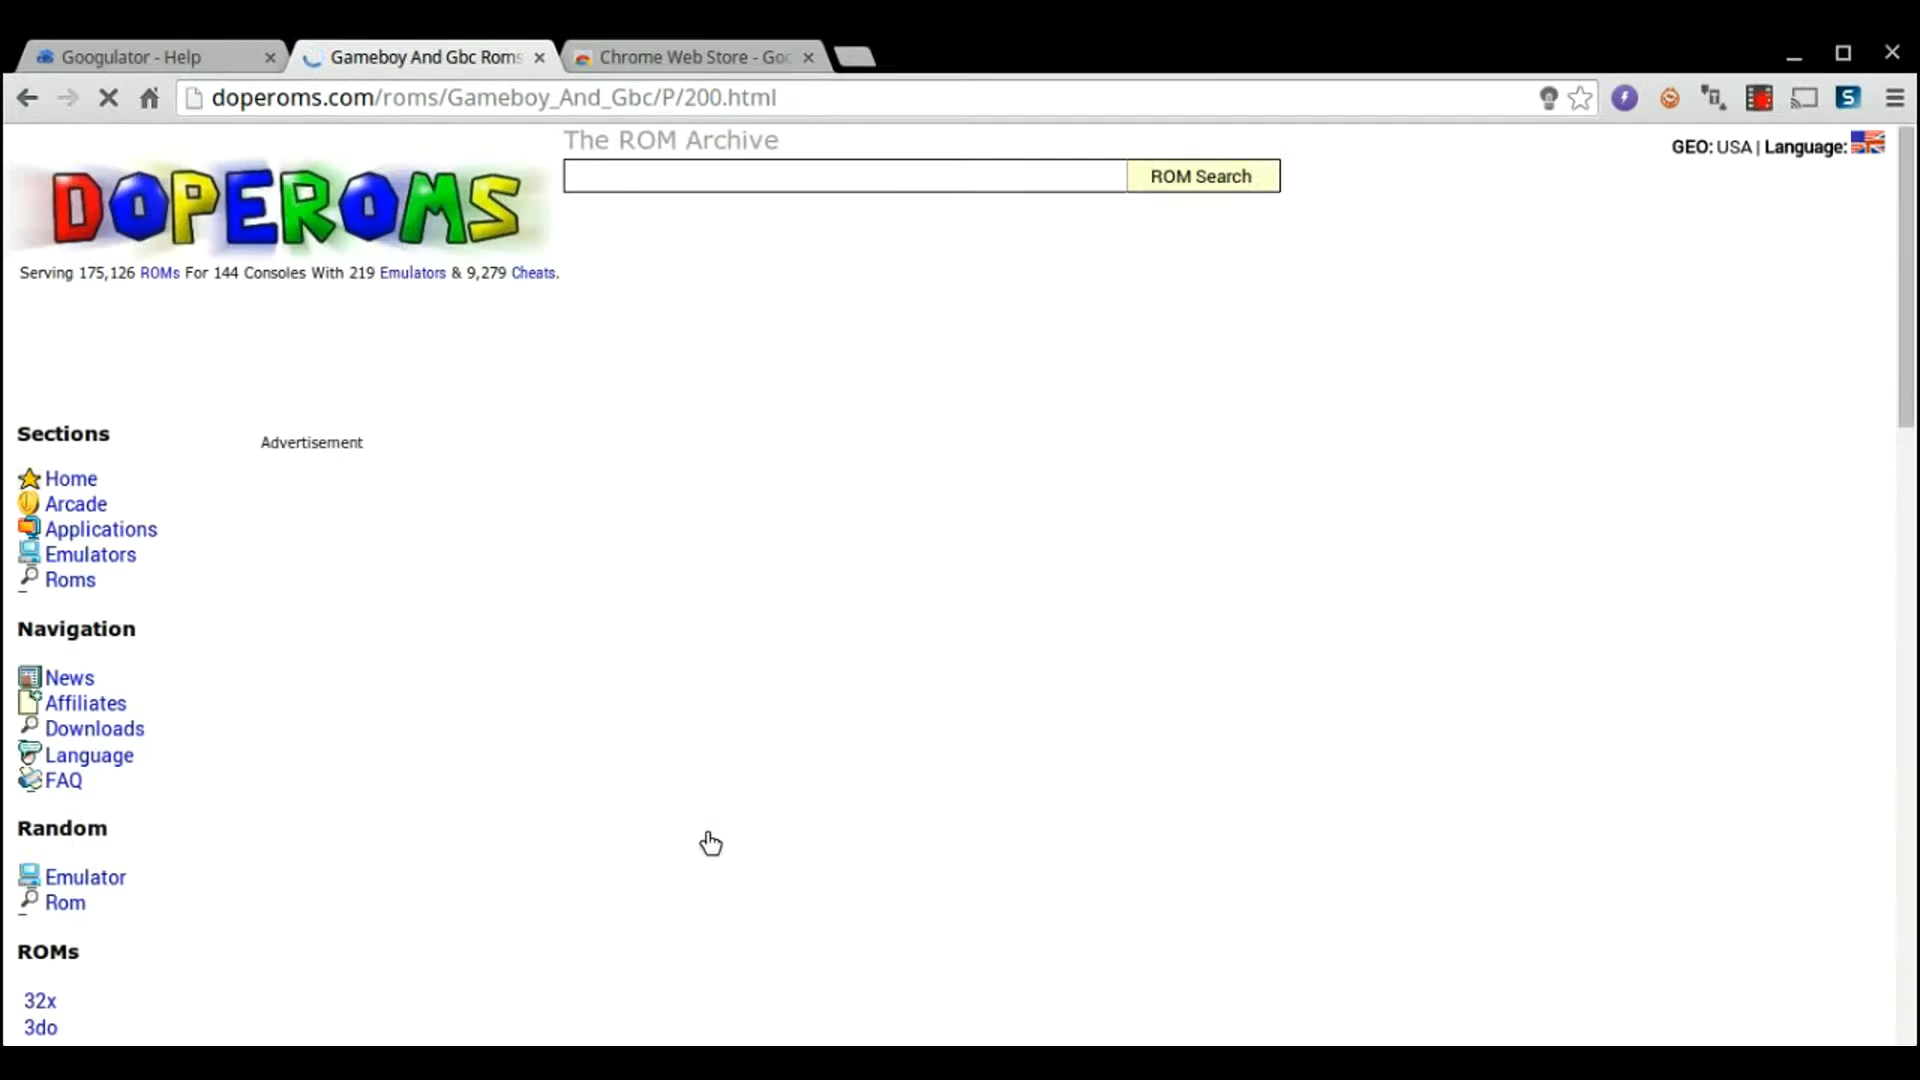 Googulator - Help
Gameboy And Gbc Roms
Chrome Web Store - Goo
doperoms.com/roms/Gameboy_And_Gbc/P/200.html
The ROM Archive
ROM Search
GEO: USA | Language:
DOPEROMS
Serving 175,126 ROMs For 144 Consoles With 219 Emulators & 9,279 Cheats.
Sections
Advertisement
Home
Arcade
Applications
Emulators
Roms
Navigation
News
Affiliates
Downloads
Language
FAQ
Random
Emulator
Rom
ROMs
32x
3do